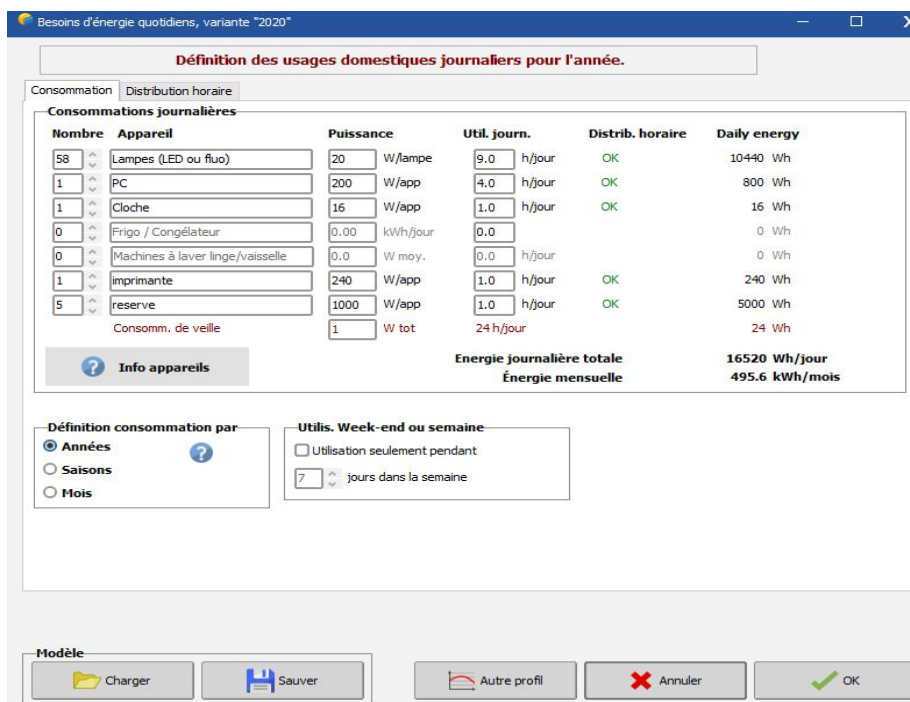 Besoins d'énergie quotidiens, variante "2020"
Définition des usages domestiques journaliers pour l'année.
Consommation Distribution horaire
Consommations journalières
Nombre Appareil Puissance Util. journ. Distrib. horaire Daily energy
58 Lampes (LED ou fluo) 20 W/lampe 9.0 h/jour OK 10440 Wh
1 PC 200 W/app 4.0 h/jour OK 800 Wh
1 Cloche 16 W/app 1.0 h/jour OK 16 Wh
0 Frigo / Congélateur 0.00 kWh/jour 0.0 0 Wh
0 Machines à laver linge/vaisselle 0.0 W moy. 0.0 h/jour 0 Wh
1 imprimante 240 W/app 1.0 h/jour OK 240 Wh
5 reserve 1000 W/app 1.0 h/jour OK 5000 Wh
Consomm. de veille 1 W tot 24 h/jour 24 Wh
? Info appareils Energie journalière totale 16520 Wh/jour
Énergie mensuelle 495.6 kWh/mois
Définition consommation par Utilis. Week-end ou semaine
Années ? Utilisation seulement pendant
Saisons 7 jours dans la semaine
Mois
Modèle
Charger Sauver Autre profil Annuler OK